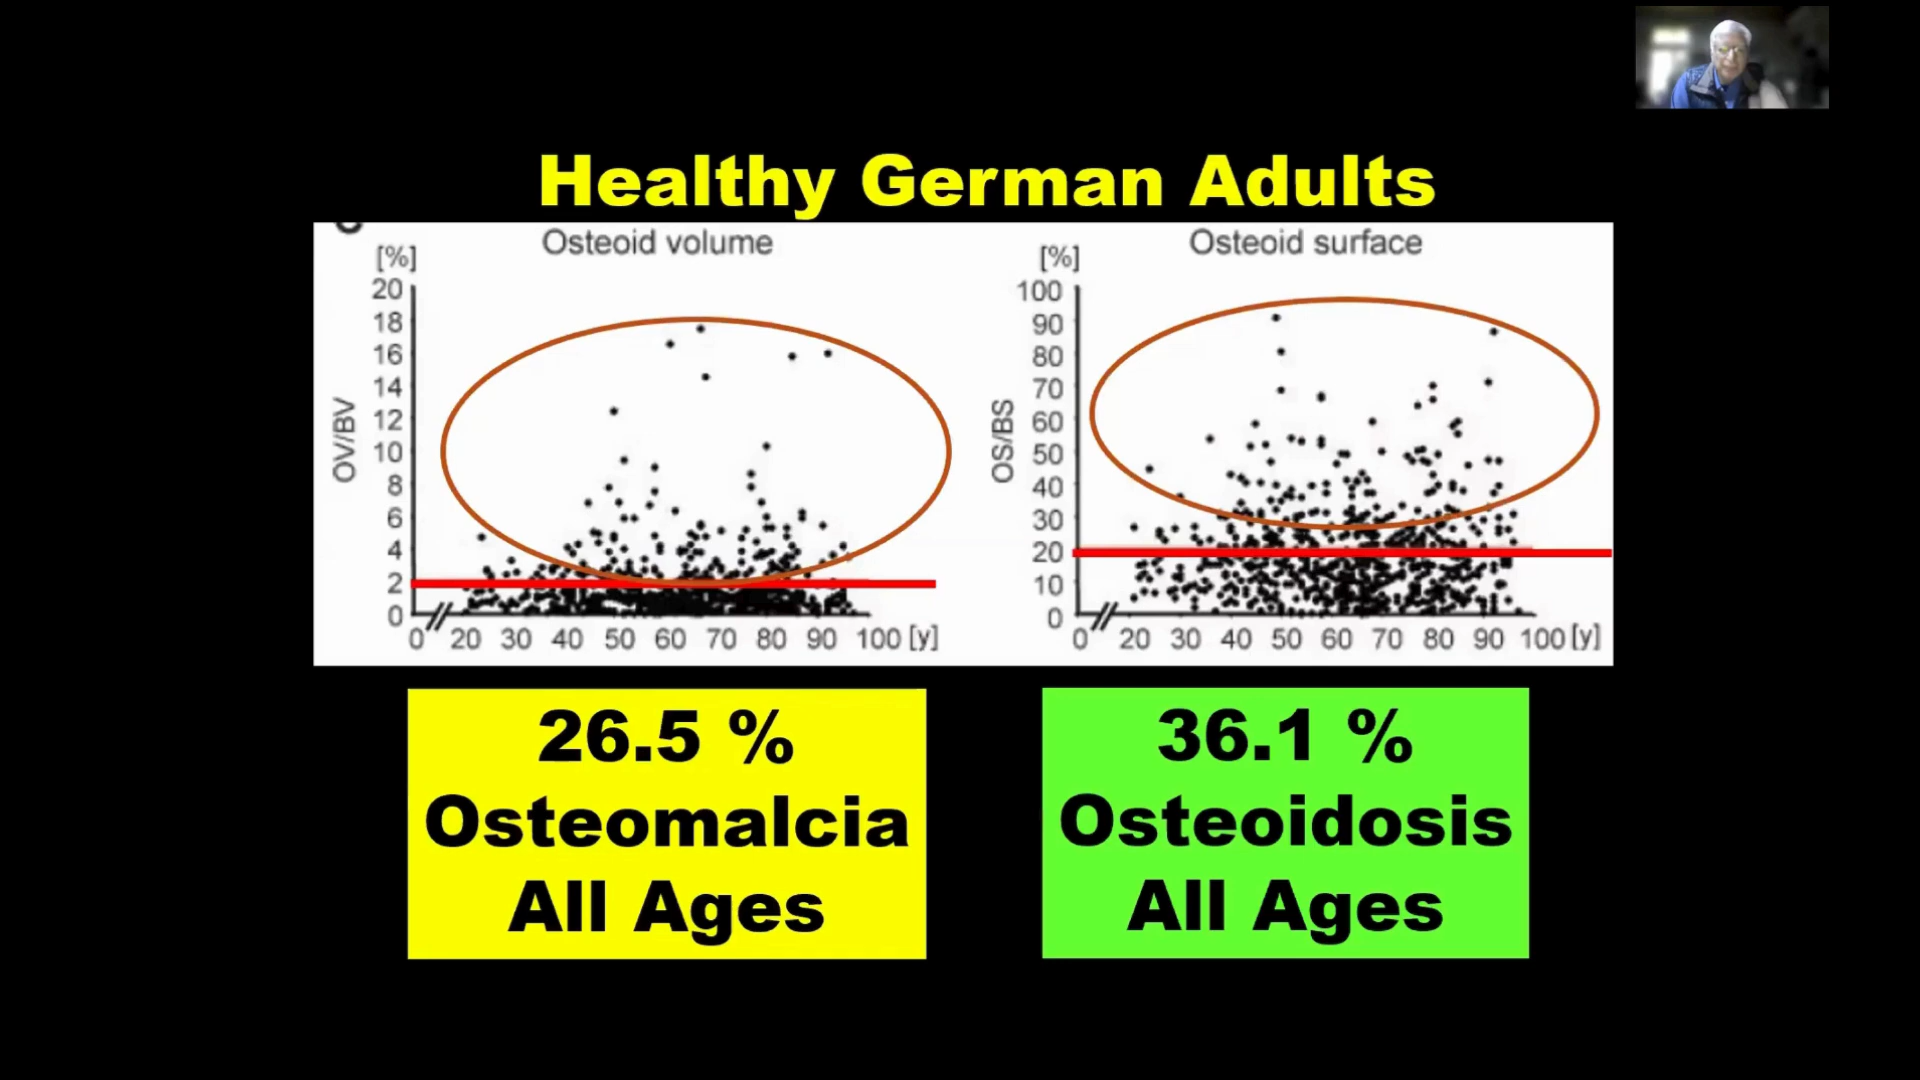 Healthy German Adults
Osteoid volume
[%]
OV/BV
20
18
16
14
12
10
8
6
4
2
0
0 20 30 40 50 60 70 80 90 100 [y]
Osteoid surface
[%]
OS/BS
100
90
80
70
60
50
40
30
20
10
0
0 20 30 40 50 60 70 80 90 100 [y]
26.5 %
Osteomalcia
All Ages
36.1 %
Osteoidosis
All Ages